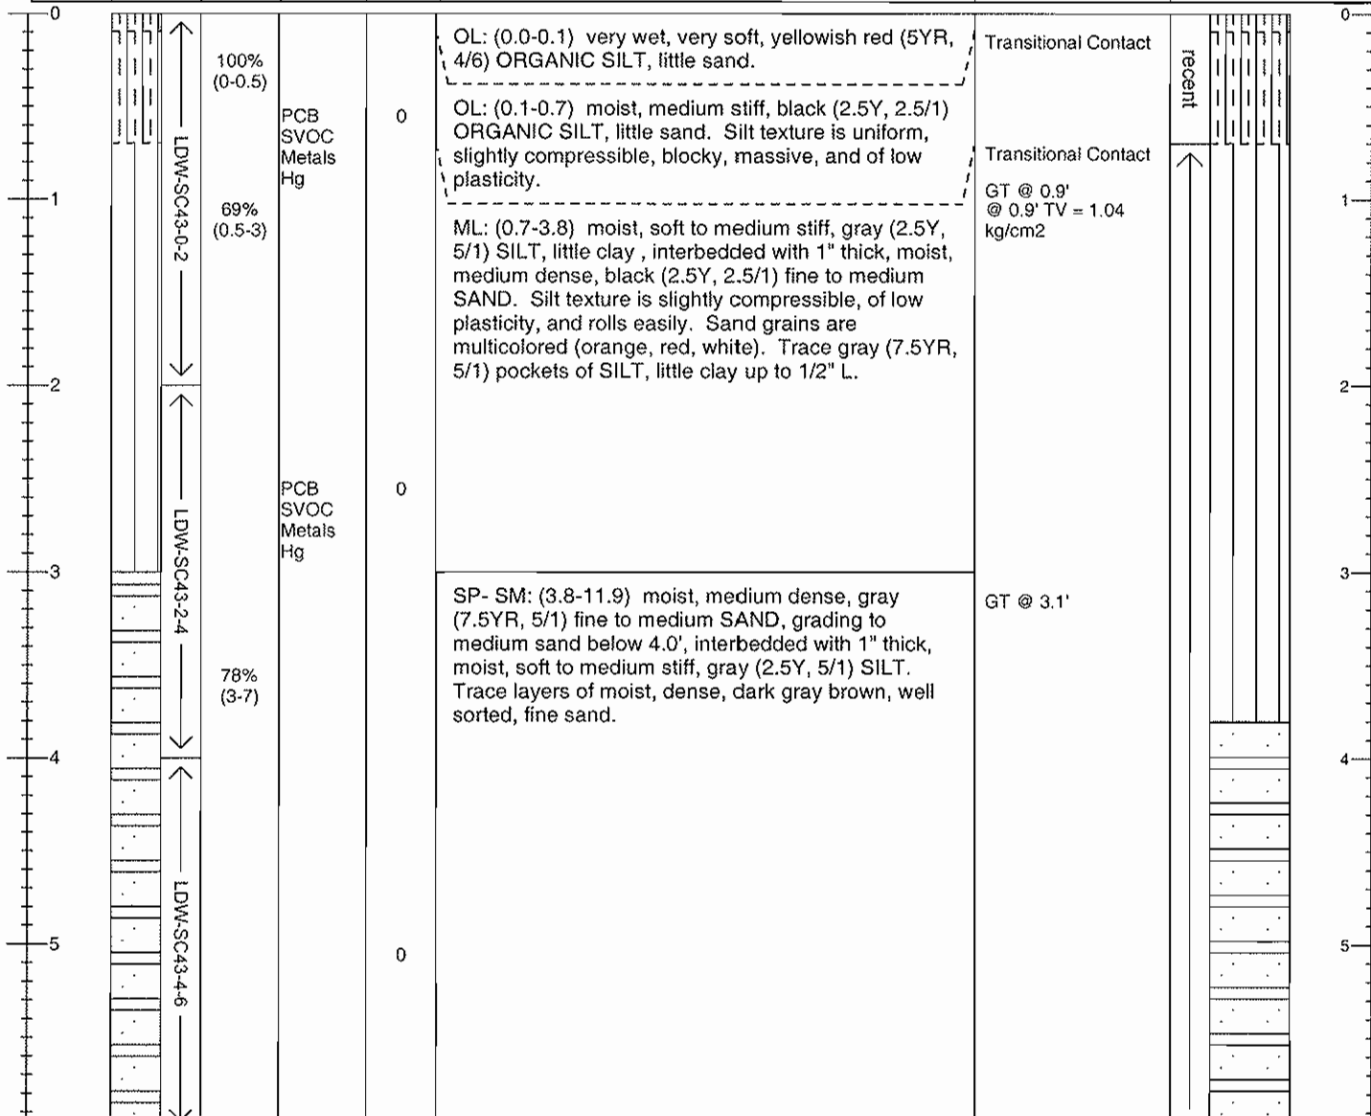 0
0
OL: (0.0-0.1) very wet, very soft, yellowish red (5YR,
4/6) ORGANIC SILT, little sand.
Transitional Contact
100%
(0-0.5)
recent
OL: (0.1-0.7) moist, medium stiff, black (2.5Y, 2.5/1)
ORGANIC SILT, little sand. Silt texture is uniform,
slightly compressible, blocky, massive, and of low
plasticity.
PCB
SVOC
Metals
Hg
0
Transitional Contact
GT @ 0.9'
@ 0.9' TV = 1.04
kg/cm2
1
1
LDW-SC43-0-2
69%
(0.5-3)
ML: (0.7-3.8) moist, soft to medium stiff, gray (2.5Y,
5/1) SILT, little clay , interbedded with 1" thick, moist,
medium dense, black (2.5Y, 2.5/1) fine to medium
SAND. Silt texture is slightly compressible, of low
plasticity, and rolls easily. Sand grains are
multicolored (orange, red, white). Trace gray (7.5YR,
5/1) pockets of SILT, little clay up to 1/2" L.
2
2
PCB
SVOC
Metals
Hg
0
LDW-SC43-2-4
3
3
SP- SM: (3.8-11.9) moist, medium dense, gray
(7.5YR, 5/1) fine to medium SAND, grading to
medium sand below 4.0', interbedded with 1" thick,
moist, soft to medium stiff, gray (2.5Y, 5/1) SILT.
Trace layers of moist, dense, dark gray brown, well
sorted, fine sand.
GT @ 3.1'
78%
(3-7)
4
4
LDW-SC43-4-6
5
5
0